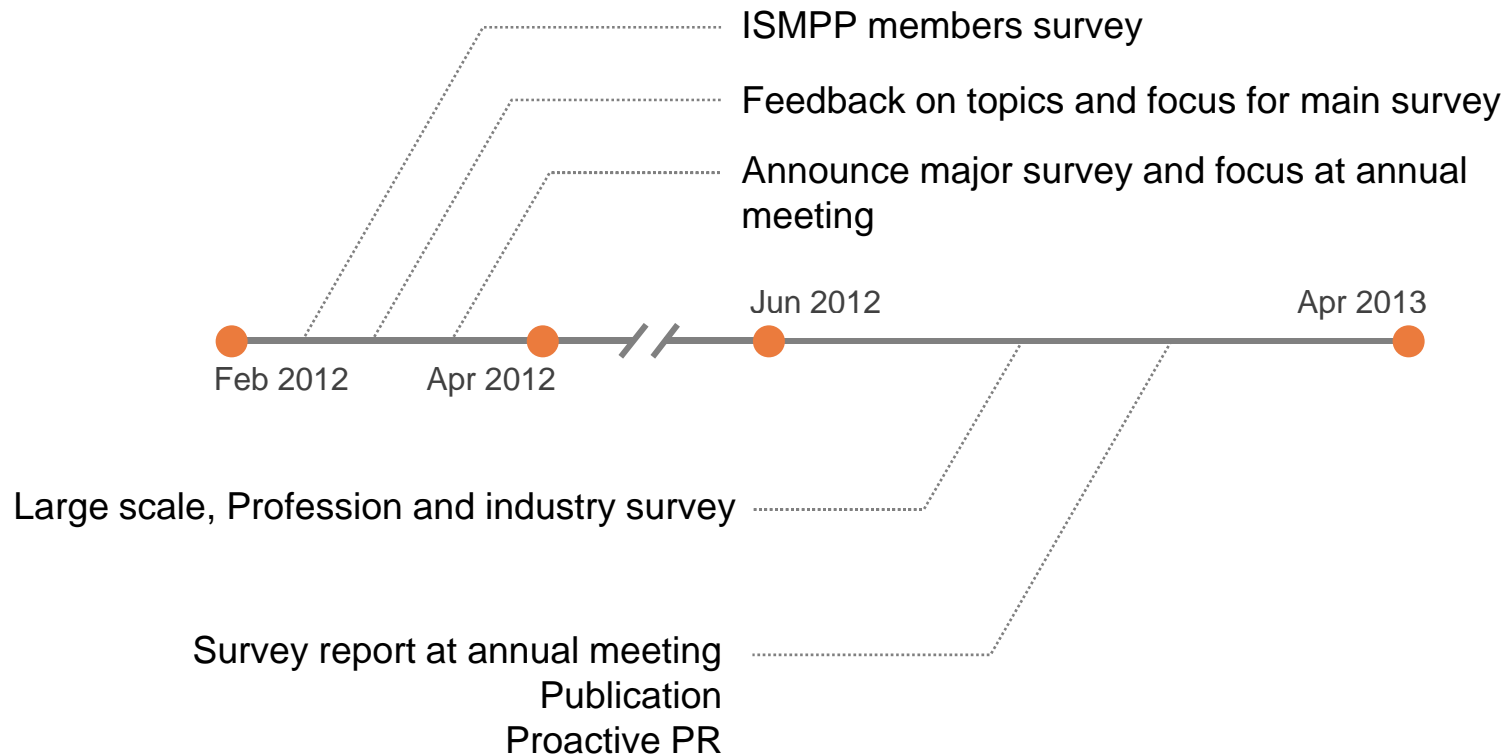 ISMPP members survey
Feedback on topics and focus for main survey
Announce major survey and focus at annual
meeting
Jun 2012
Apr 2013
Feb 2012
Apr 2012
Large scale, Profession and industry survey
Survey report at annual meeting
Publication
Proactive PR